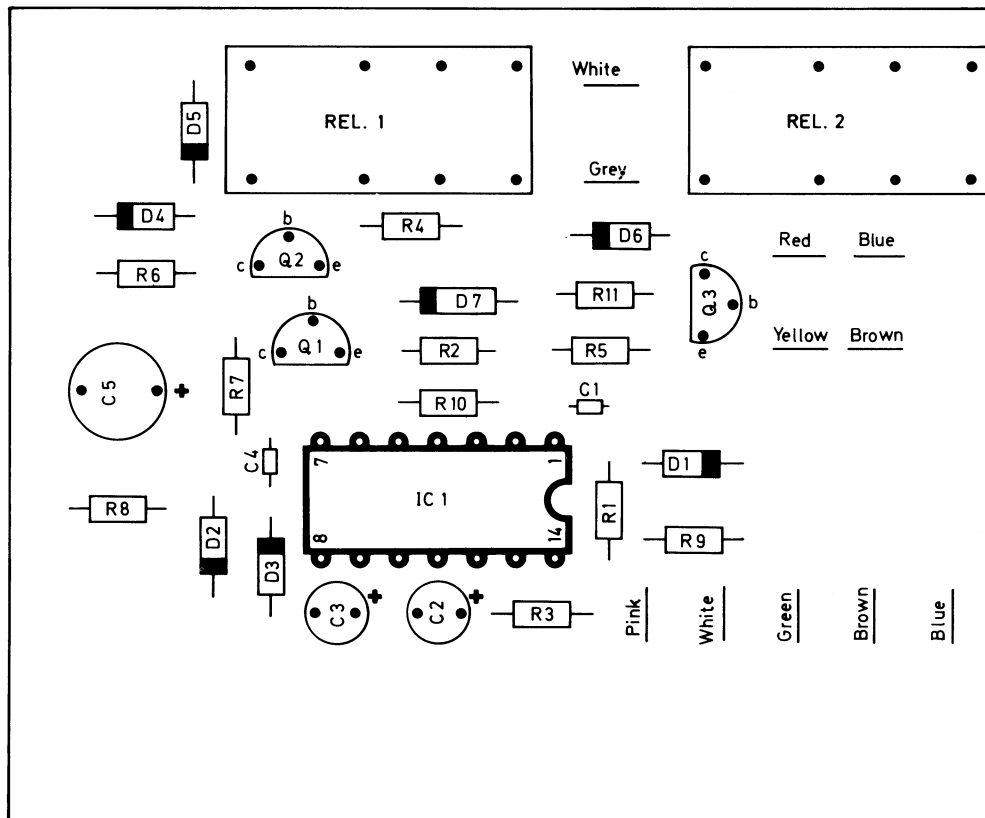 White
D5
REL. 1
REL. 2
Grey
D4
b
R4
D6
Q2
c
e
Red
Blue
R6
c
R11
Q3
b
D7
b
e
Q1
c
e
R2
R5
Yellow
Brown
C5
+
R7
R10
C1
C4
7
1
D1
IC 1
R8
R1
D2
8
14
R9
D3
C3
+
C2
+
R3
Pink
White
Green
Brown
Blue